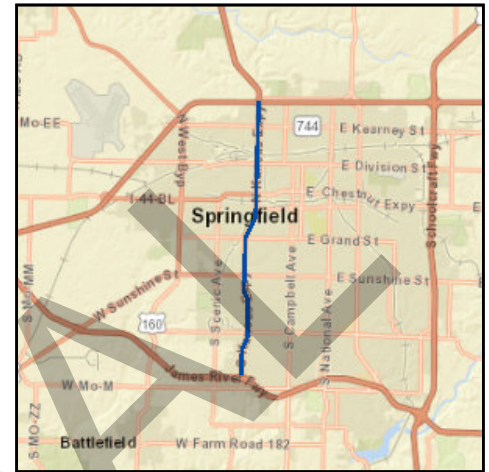 744
E Kearney St
Mo-EE
N West Byp
E Division St
Schoolcraft Fwy
E Chestnut Expy
I-44-BL
Springfield
E Grand St
S Mo-MM
S Scenic Ave
S Campbell Ave
S National Ave
E Sunshine St
W Sunshine St
160
James River Fwy
W Mo-M
S MO-ZZ
Battlefield
W Farm Road 182